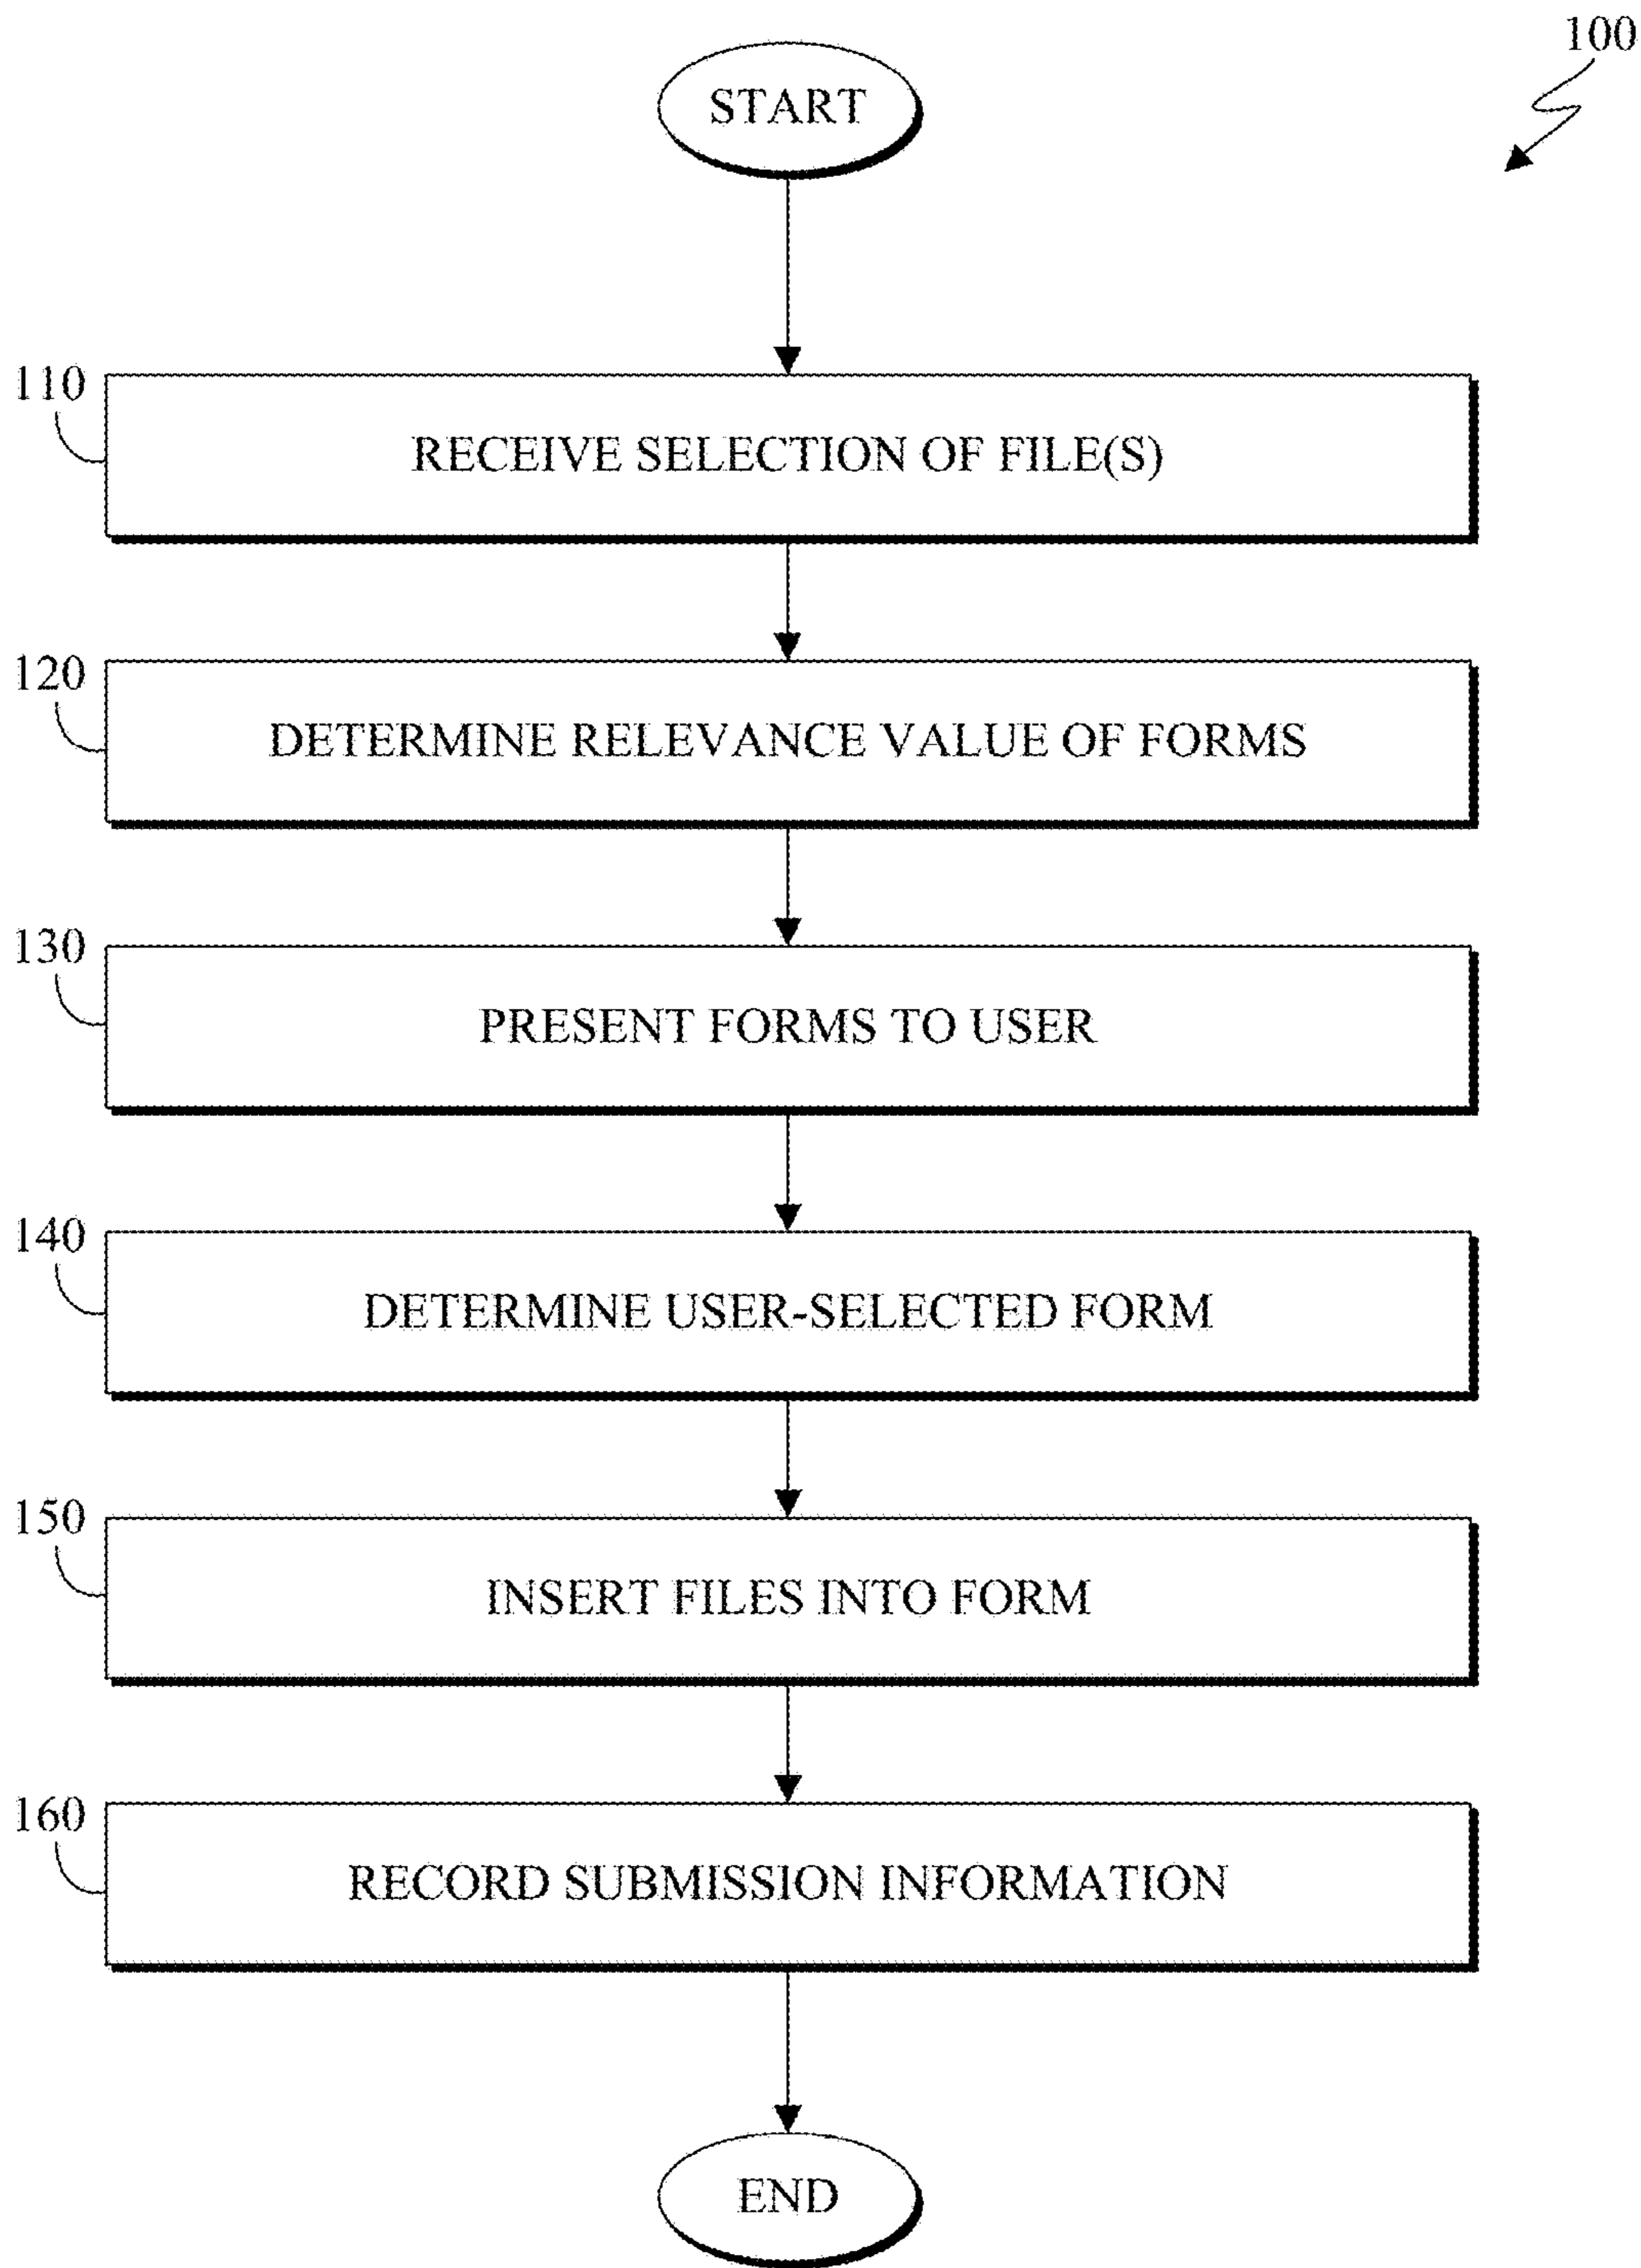 100
START
110
RECEIVE SELECTION OF FILE(S)
120
DETERMINE RELEVANCE VALUE OF FORMS
130
PRESENT FORMS TO USER
140
DETERMINE USER-SELECTED FORM
150
INSERT FILES INTO FORM
160
RECORD SUBMISSION INFORMATION
END